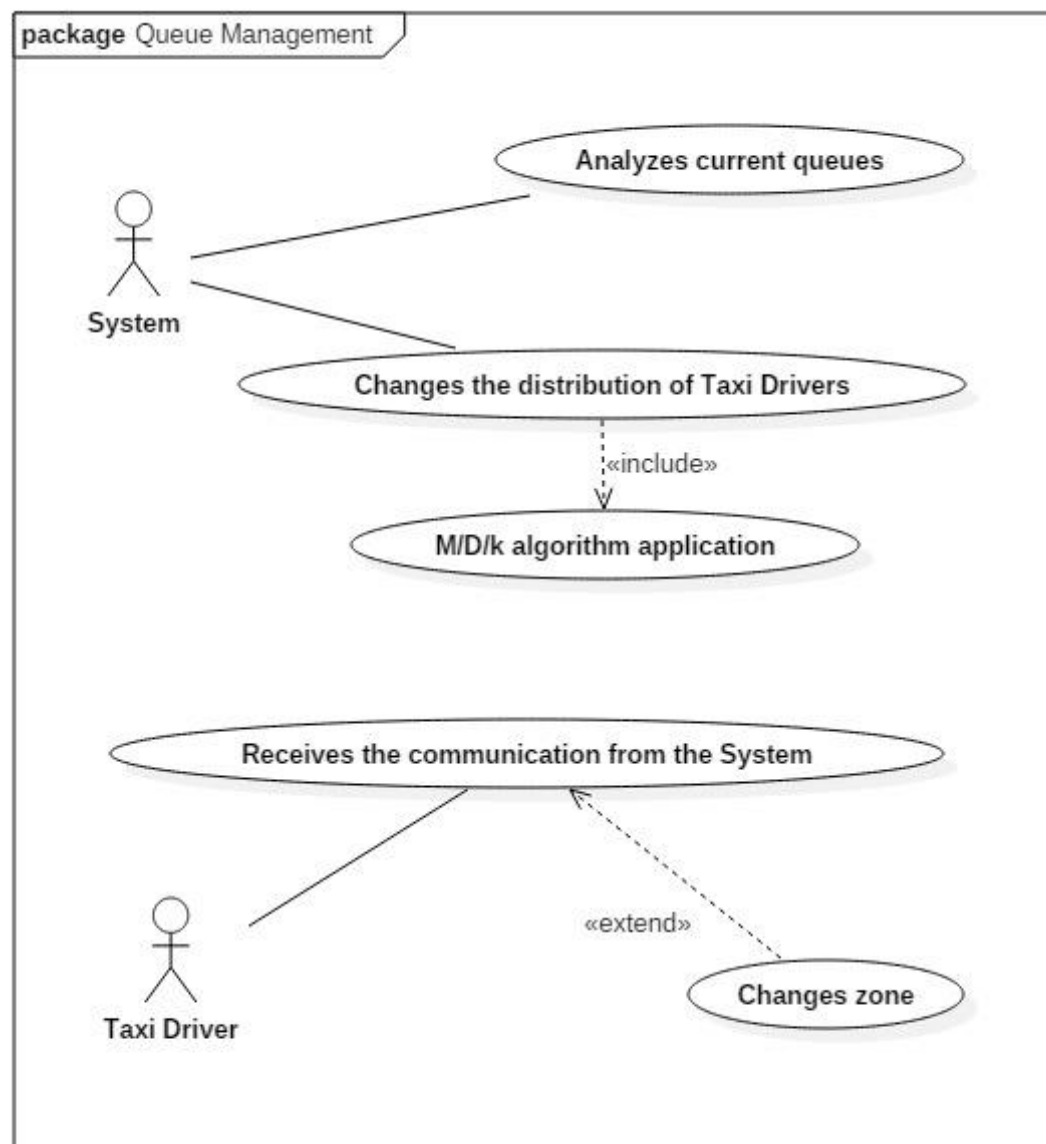 package Queue Management
Analyzes current queues
System
Changes the distribution of Taxi Drivers
«include»
M/D/k algorithm application
Receives the communication from the System
«extend»
Changes zone
Taxi Driver